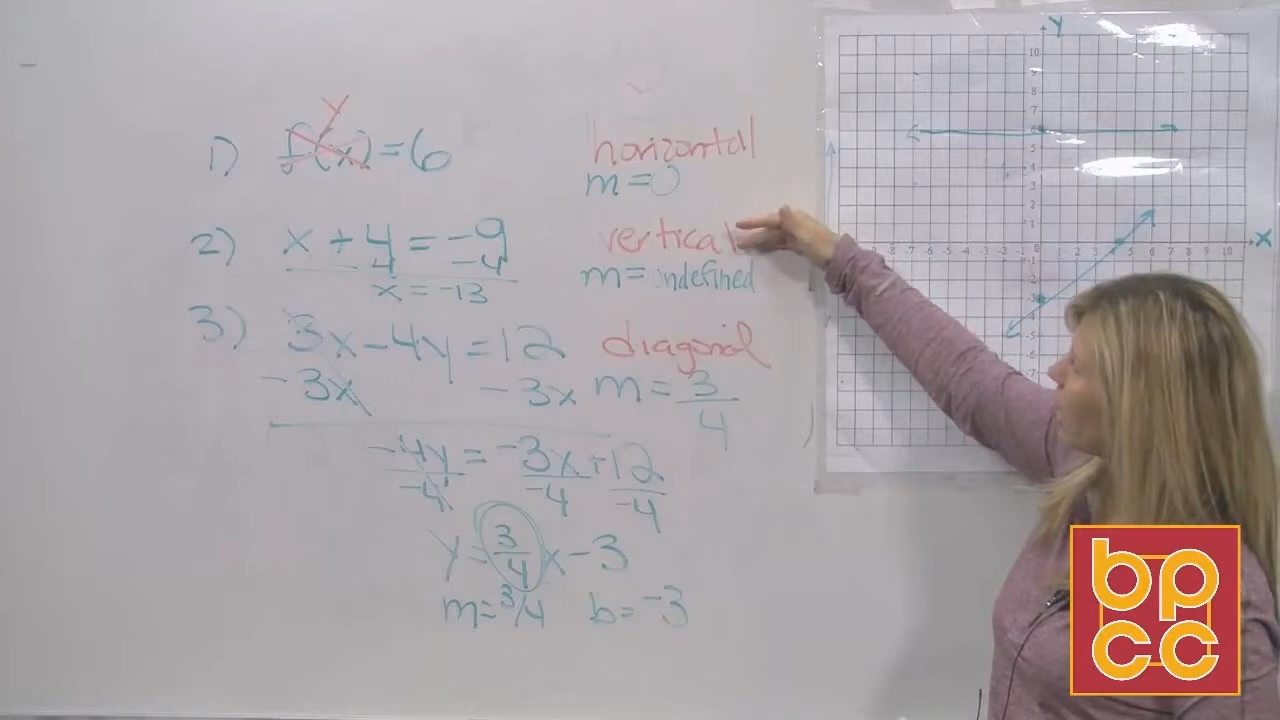 1) f(x) = 6 horizontal
y
m = 0
2) x + 4 = -9 vertical
-4 -4 m = undefined
x = -13
3) 3x - 4y = 12 diagonal
-3x -3x m = 3/4
-4y = -3x + 12
-4 -4 -4
y = 3/4 x - 3
m = 3/4 b = -3
Y
X
bp
cc